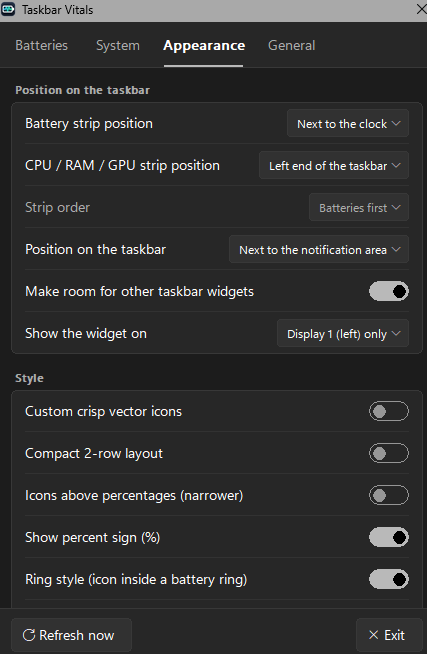 Taskbar Vitals
Batteries System Appearance General
Position on the taskbar
Battery strip position Next to the clock
CPU / RAM / GPU strip position Left end of the taskbar
Strip order Batteries first
Position on the taskbar Next to the notification area
Make room for other taskbar widgets
Show the widget on Display 1 (left) only
Style
Custom crisp vector icons
Compact 2-row layout
Icons above percentages (narrower)
Show percent sign (%)
Ring style (icon inside a battery ring)
Refresh now Exit